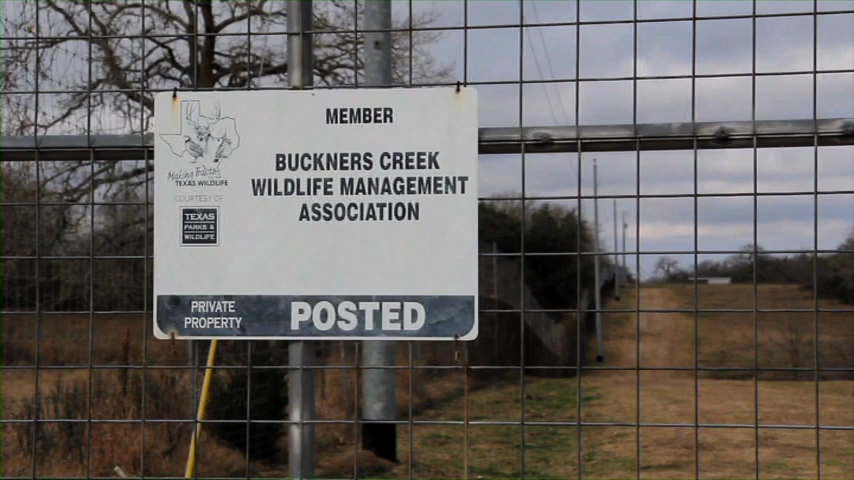 MEMBER
BUCKNERS CREEK
WILDLIFE MANAGEMENT
ASSOCIATION
Making Tracks
TEXAS WILDLIFE
COURTESY OF
TEXAS
PARKS &
WILDLIFE
PRIVATE
PROPERTY
POSTED